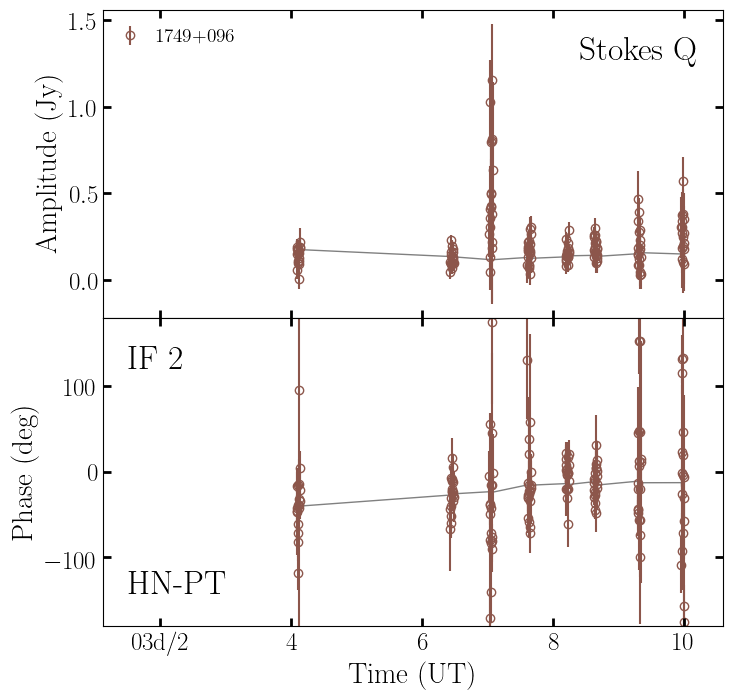 1749+096
Stokes Q
Amplitude (Jy)
1.5
1.0
0.5
0.0
IF 2
HN-PT
Phase (deg)
100
0
−100
03d/2 4 6 8 10
Time (UT)